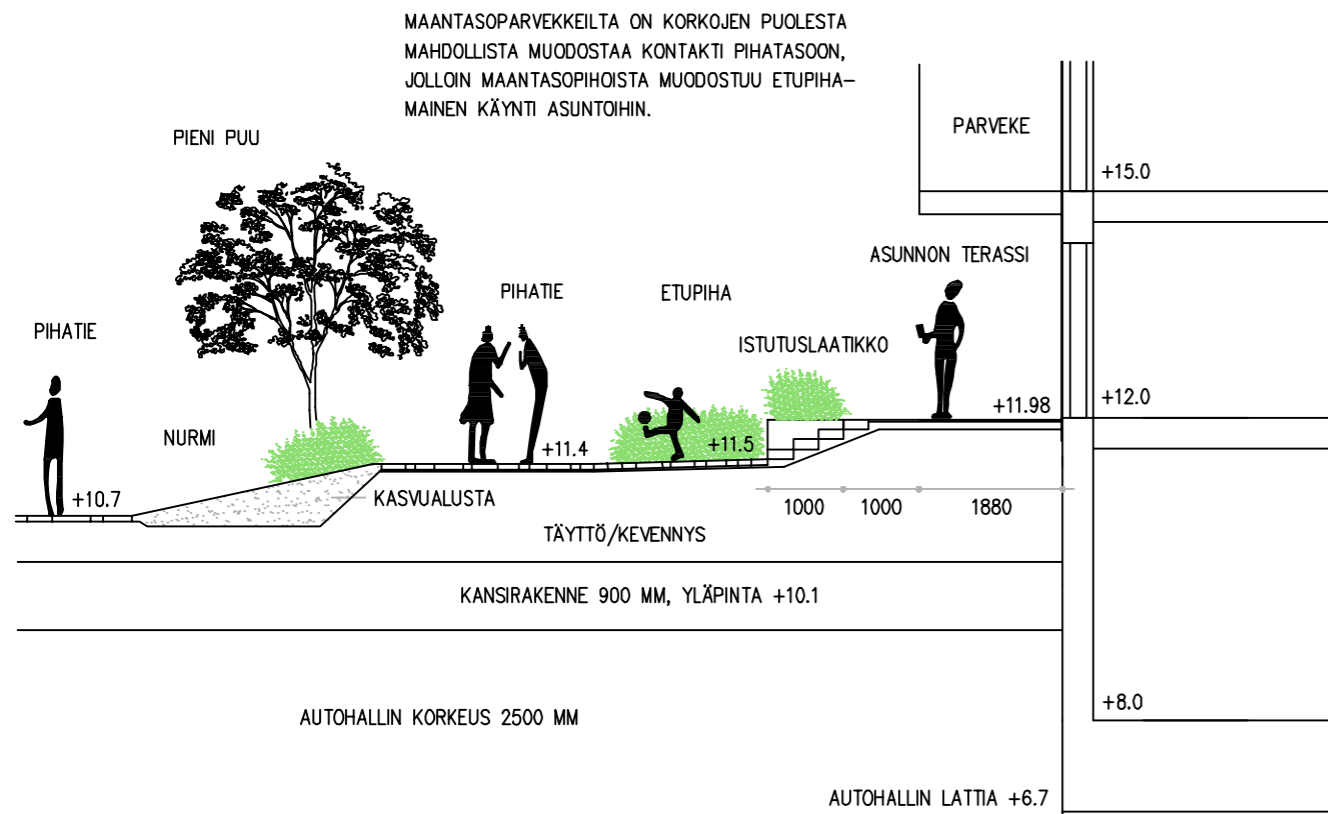 MAANTASOPARVEKKEILTA ON KORKOJEN PUOLESTA
MAHDOLLISTA MUODOSTAA KONTAKTI PIHATASOON,
JOLLOIN MAANTASOPIHOISTA MUODOSTUU ETUPIHA-
MAINEN KÄYNTI ASUNTOIHIN.
PIENI PUU
PARVEKE
+15.0
ASUNNON TERASSI
PIHATIE
ETUPIHA
PIHATIE
ISTUTUSLAATIKKO
+11.98
+12.0
NURMI
+11.4
+11.5
+10.7
KASVUALUSTA
1000
1000
1880
TÄYTTÖ/KEVENNYS
KANSIRAKENNE 900 MM, YLÄPINTA +10.1
+8.0
AUTOHALLIN KORKEUS 2500 MM
AUTOHALLIN LATTIA +6.7